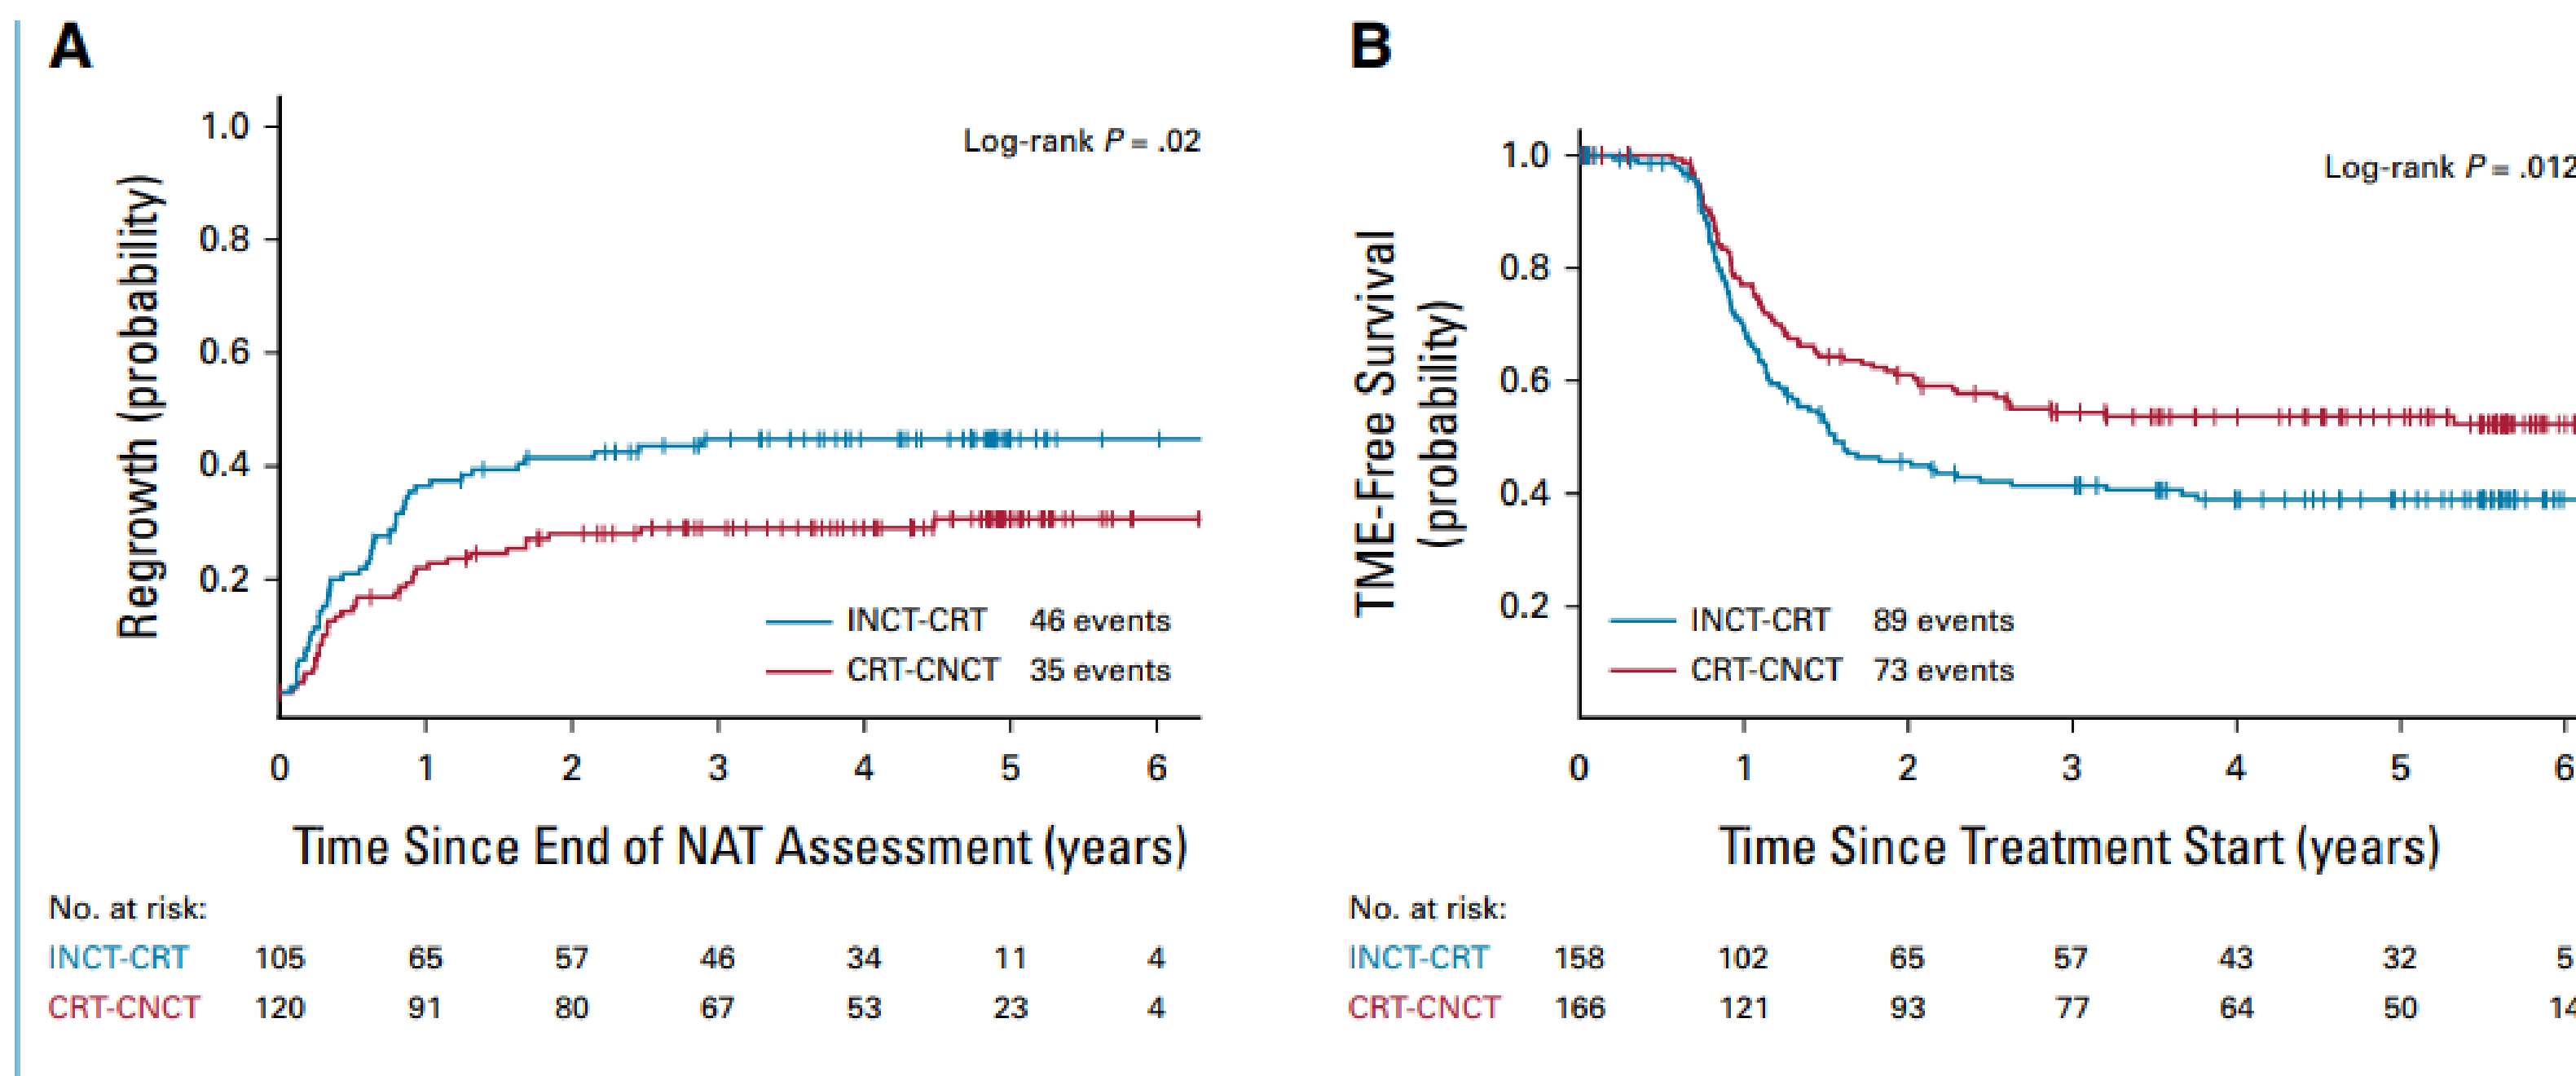 A
1.0
0.8
0.6
0.4
0.2
Regrowth (probability)
Log-rank P = .02
INCT-CRT 46 events
CRT-CNCT 35 events
0 1 2 3 4 5 6
Time Since End of NAT Assessment (years)
No. at risk:
INCT-CRT 105 65 57 46 34 11 4
CRT-CNCT 120 91 80 67 53 23 4
B
1.0
0.8
0.6
0.4
0.2
TME-Free Survival
(probability)
Log-rank P = .012
INCT-CRT 89 events
CRT-CNCT 73 events
0 1 2 3 4 5 6
Time Since Treatment Start (years)
No. at risk:
INCT-CRT 158 102 65 57 43 32 5
CRT-CNCT 166 121 93 77 64 50 14